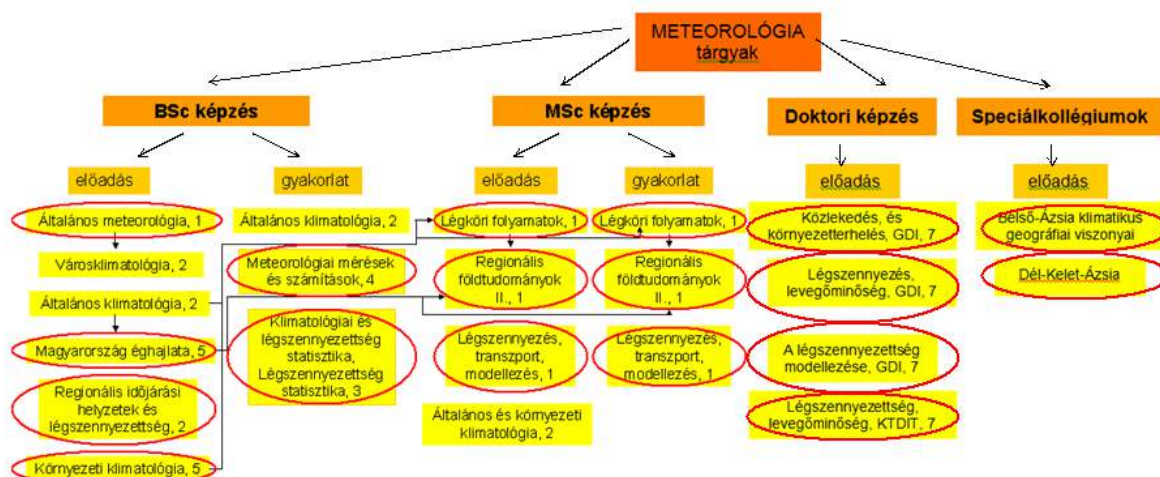 METEOROLÓGIA
tárgyak
BSc képzés
MSc képzés
Doktori képzés
Speciálkollégiumok
előadás
gyakorlat
előadás
gyakorlat
előadás
előadás
Általános meteorológia, 1
Városklimatológia, 2
Általános klimatológia, 2
Magyarország éghajlata, 5
Regionális időjárási
helyzetek és
légszennyezettség, 2
Környezeti klimatológia, 5
Általános klimatológia, 2
Meteorológiai mérések
és számítások, 4
Klimatológiai és
légszennyezettség
statisztika,
Légszennyezettség
statisztika, 3
Légköri folyamatok, 1
Regionális
földtudományok
II., 1
Légszennyezés,
transzport,
modellezés, 1
Általános és környezeti
klimatológia, 2
Légköri folyamatok, 1
Regionális
földtudományok
II., 1
Légszennyezés,
transzport,
modellezés, 1
Közlekedés, és
környezetterhelés, GDI, 7
Légszennyezés,
levegőminőség, GDI, 7
A légszennyezettség
modellezése, GDI, 7
Légszennyezettség,
levegőminőség, KTDIT, 7
Belső-Ázsia klimatikus
geográfiai viszonyai
Dél-Kelet-Ázsia